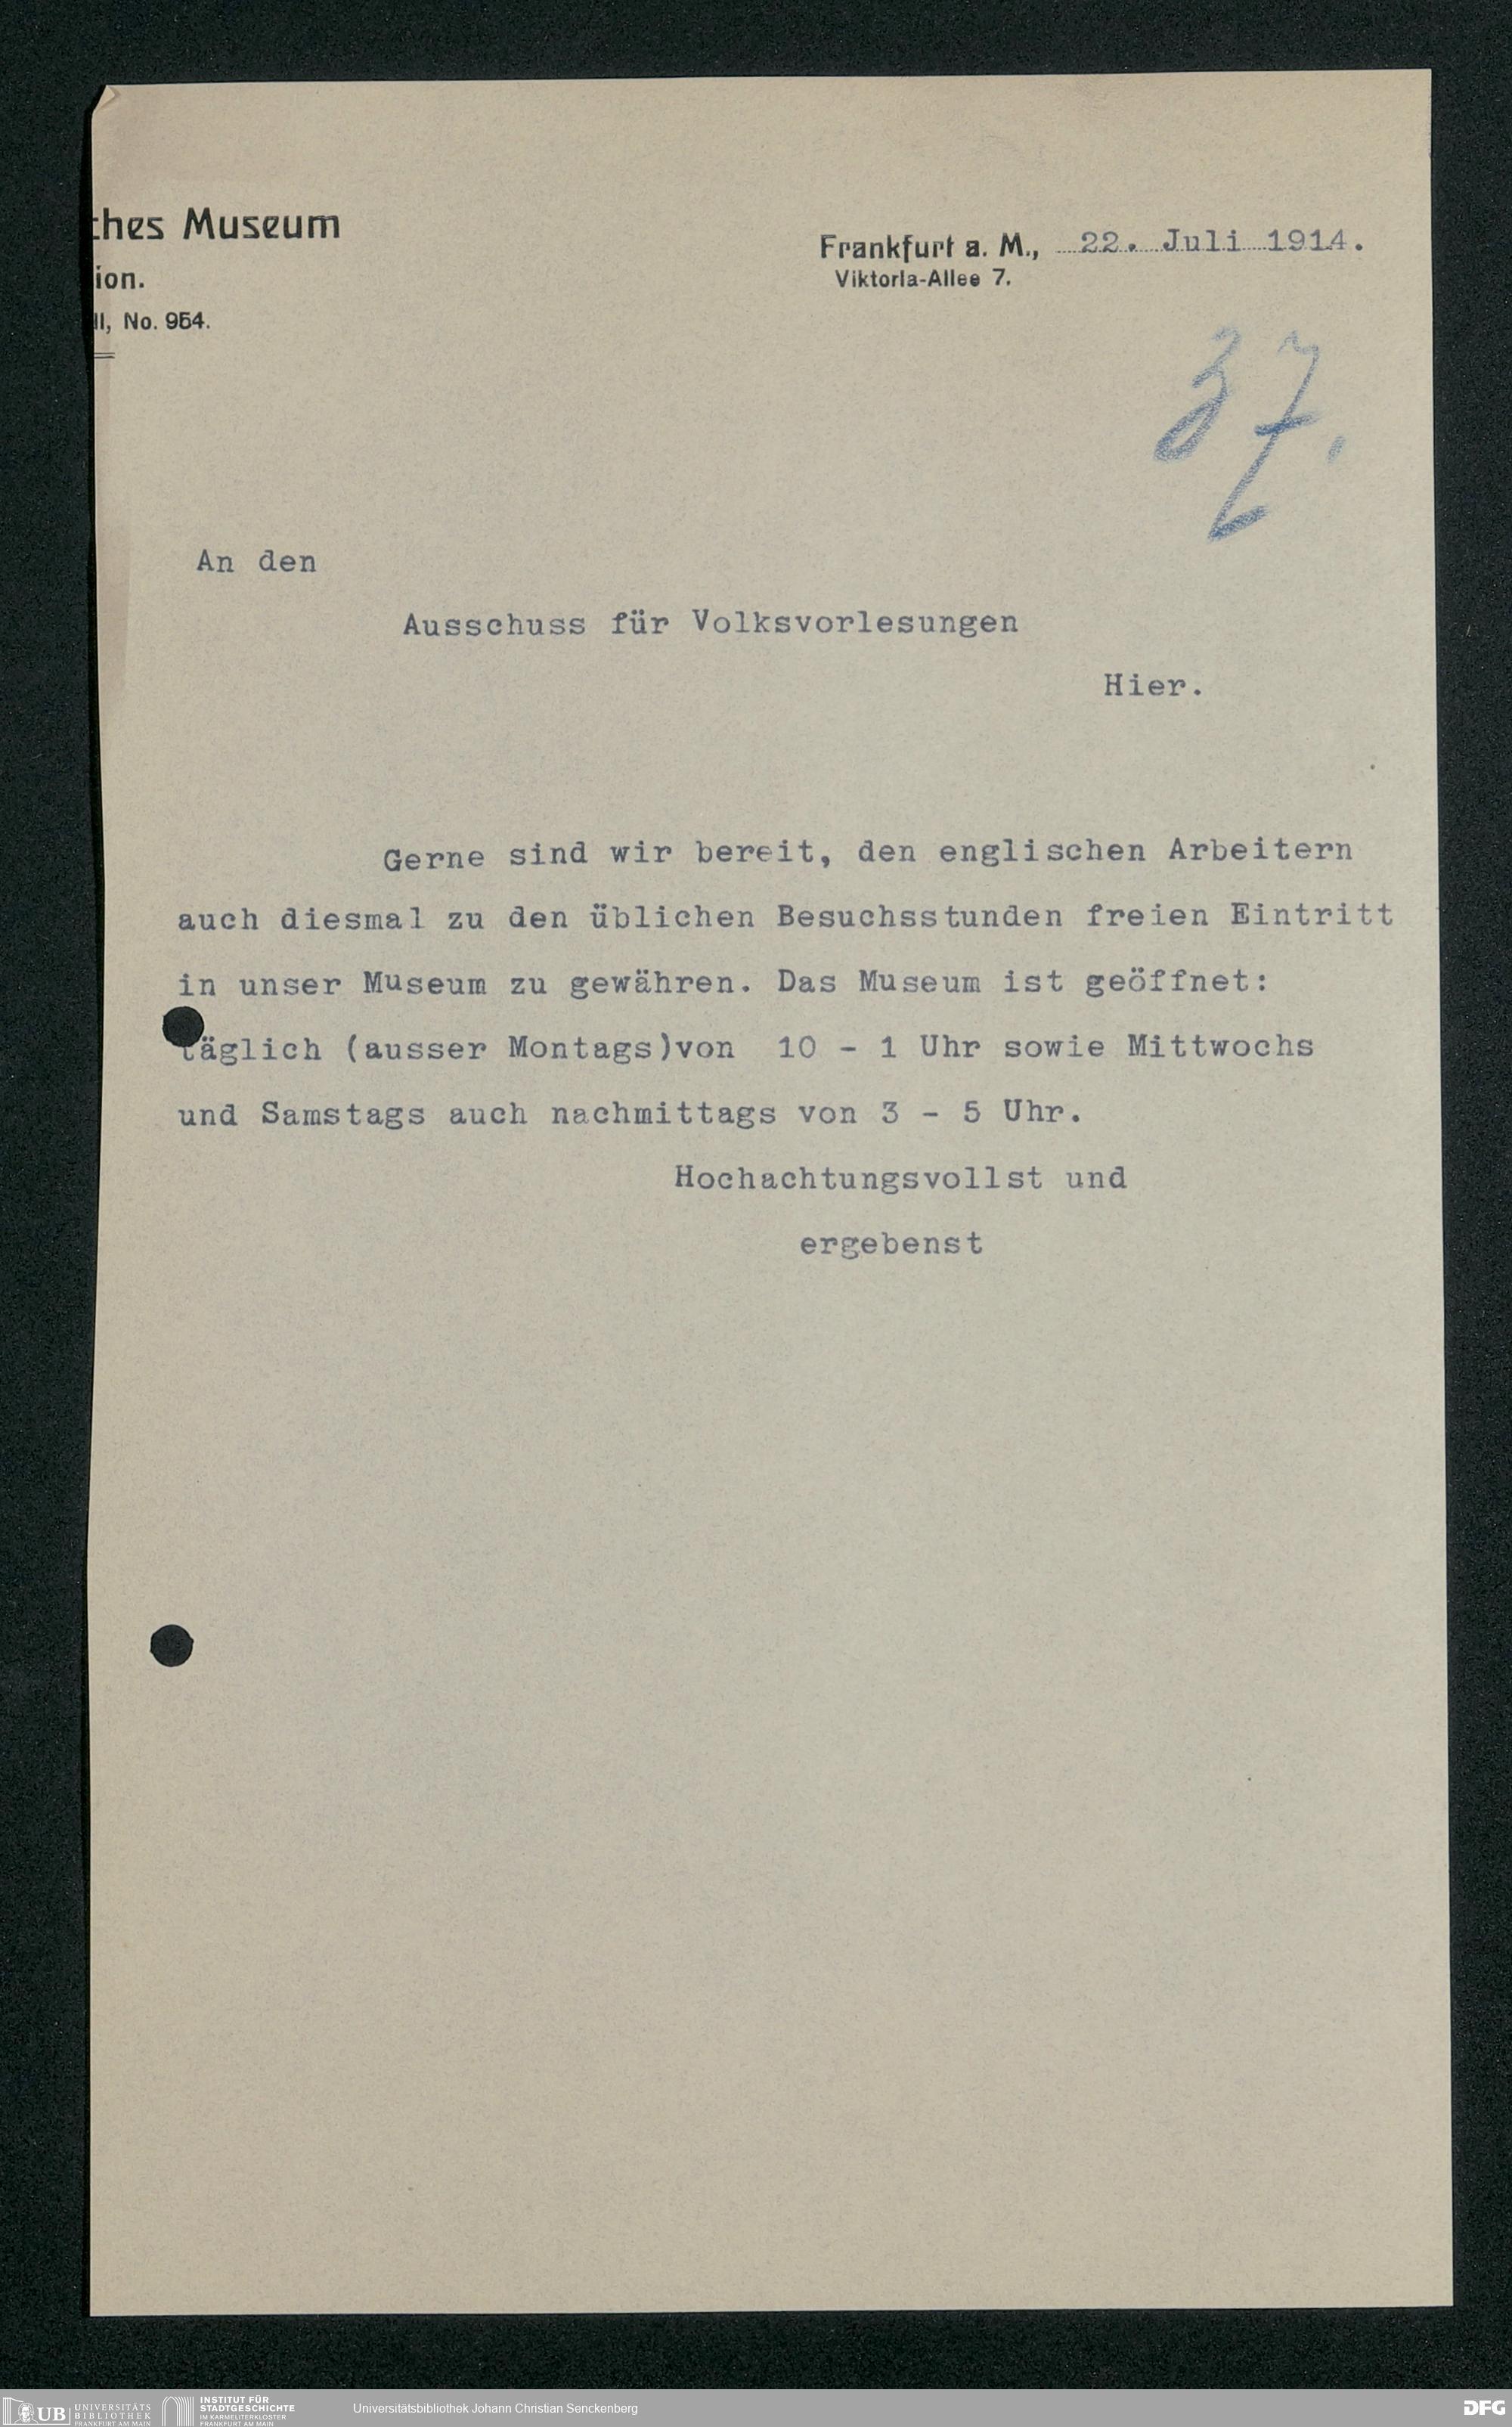 ches Museum
ion.
II, No. 954.
Frankfurt a. M., 22. Juli 1914.
Viktoria-Allee 7.
37.
An den
Ausschuss für Volksvorlesungen
Hier.
Gerne sind wir bereit, den englischen Arbeitern
auch diesmal zu den üblichen Besuchsstunden freien Eintritt
in unser Museum zu gewähren. Das Museum ist geöffnet:
täglich (ausser Montags)von 10 - 1 Uhr sowie Mittwochs
und Samstags auch nachmittags von 3 - 5 Uhr.
Hochachtungsvollst und
ergebenst
UB
UNIVERSITÄTS
BIBLIOTHEK
FRANKFURT AM MAIN
INSTITUT FÜR
STADTGESCHICHTE
IM KARMELITERKLOSTER
FRANKFURT AM MAIN
Universitätsbibliothek Johann Christian Senckenberg
DFG